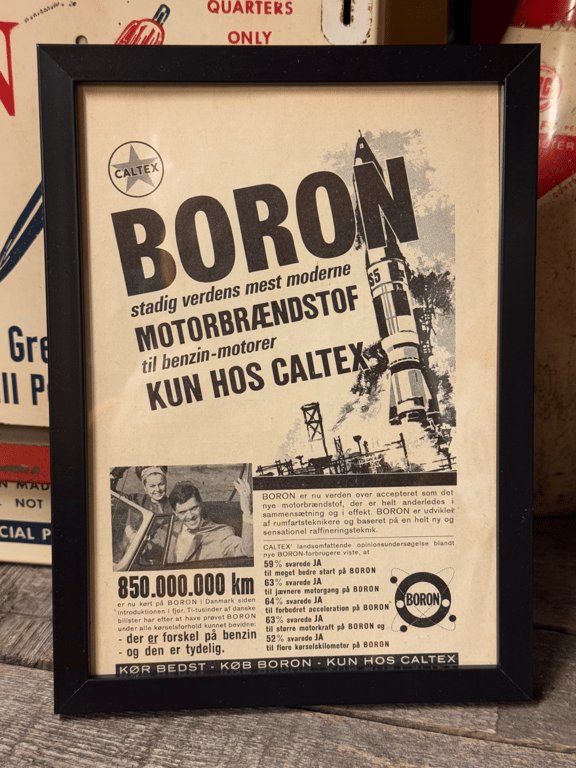 QUARTERS
ONLY
CALTEX
BORON
stadig verdens mest moderne
MOTORBRÆNDSTOF
til benzin-motorer
KUN HOS CALTEX
S5
BORON er nu verden over accepteret som det
nye motorbrændstof, der er helt anderledes i
sammensætning og i effekt. BORON er udviklet
af rumfartsteknikere og baseret på en helt ny og
sensationel raffineringsteknik.
CALTEX' landsomfattende opinionsundersøgelse blandt
nye BORON-forbrugere viste, at
59% svarede JA
til meget bedre start på BORON
63% svarede JA
til jævnere motorgang på BORON
64% svarede JA
til forbedret acceleration på BORON
63% svarede JA
til større motorkraft på BORON og
52% svarede JA
til flere kørselskilometer på BORON
BORON
850.000.000 km
er nu kørt på BORON i Danmark siden
introduktionen i fjor. Ti-tusinder af danske
bilister har efter at have prøvet BORON
under alle kørselsforhold kunnet bevidne:
- der er forskel på benzin
- og den er tydelig.
KØR BEDST - KØB BORON - KUN HOS CALTEX
NOT